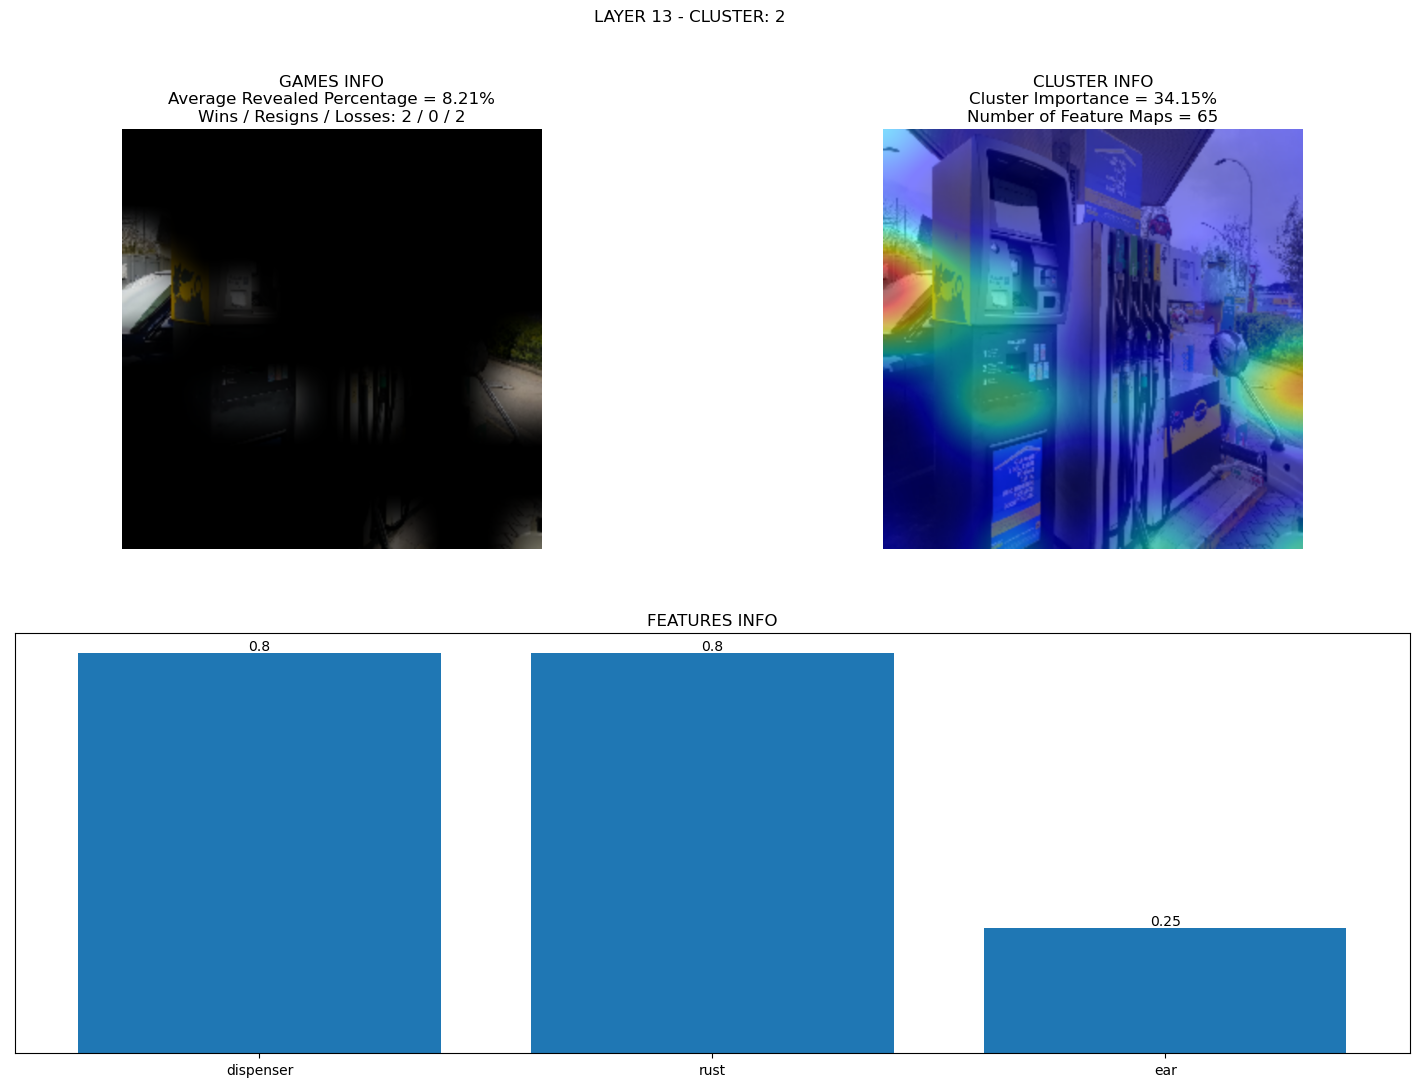 LAYER 13 - CLUSTER: 2
GAMES INFO
Average Revealed Percentage = 8.21%
Wins / Resigns / Losses: 2 / 0 / 2
CLUSTER INFO
Cluster Importance = 34.15%
Number of Feature Maps = 65
FEATURES INFO
0.8
0.8
0.25
dispenser
rust
ear